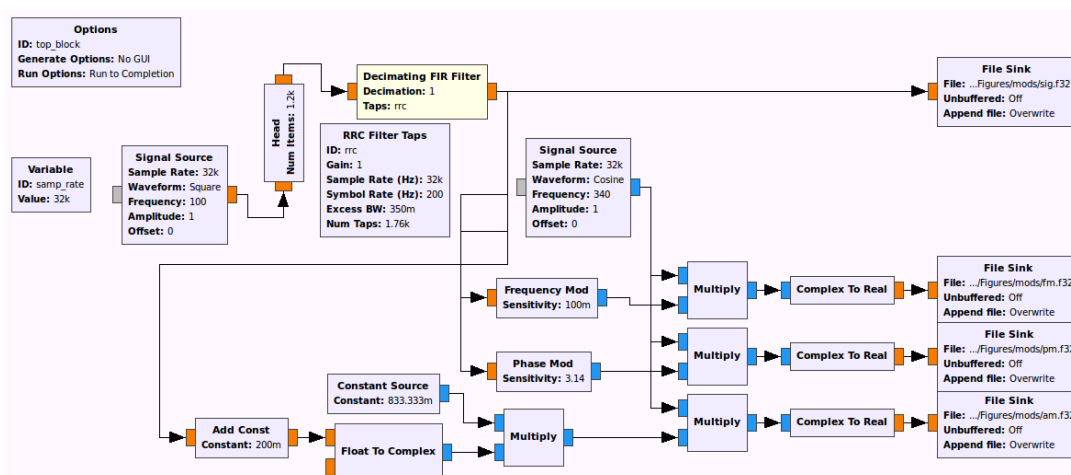 Options
ID: top_block
Generate Options: No GUI
Run Options: Run to Completion
Variable
ID: samp_rate
Value: 32k
Signal Source
Sample Rate: 32k
Waveform: Square
Frequency: 100
Amplitude: 1
Offset: 0
Head
Num Items: 1.2k
Decimating FIR Filter
Decimation: 1
Taps: rrc
RRC Filter Taps
ID: rrc
Gain: 1
Sample Rate (Hz): 32k
Symbol Rate (Hz): 200
Excess BW: 350m
Num Taps: 1.76k
Signal Source
Sample Rate: 32k
Waveform: Cosine
Frequency: 340
Amplitude: 1
Offset: 0
File Sink
File: ...Figures/mods/sig.f32
Unbuffered: Off
Append file: Overwrite
Frequency Mod
Sensitivity: 100m
Multiply
Complex To Real
File Sink
File: .../Figures/mods/fm.f32
Unbuffered: Off
Append file: Overwrite
Phase Mod
Sensitivity: 3.14
Multiply
Complex To Real
File Sink
File: .../Figures/mods/pm.f32
Unbuffered: Off
Append file: Overwrite
Constant Source
Constant: 833.333m
Add Const
Constant: 200m
Float To Complex
Multiply
Multiply
Complex To Real
File Sink
File: .../Figures/mods/am.f32
Unbuffered: Off
Append file: Overwrite